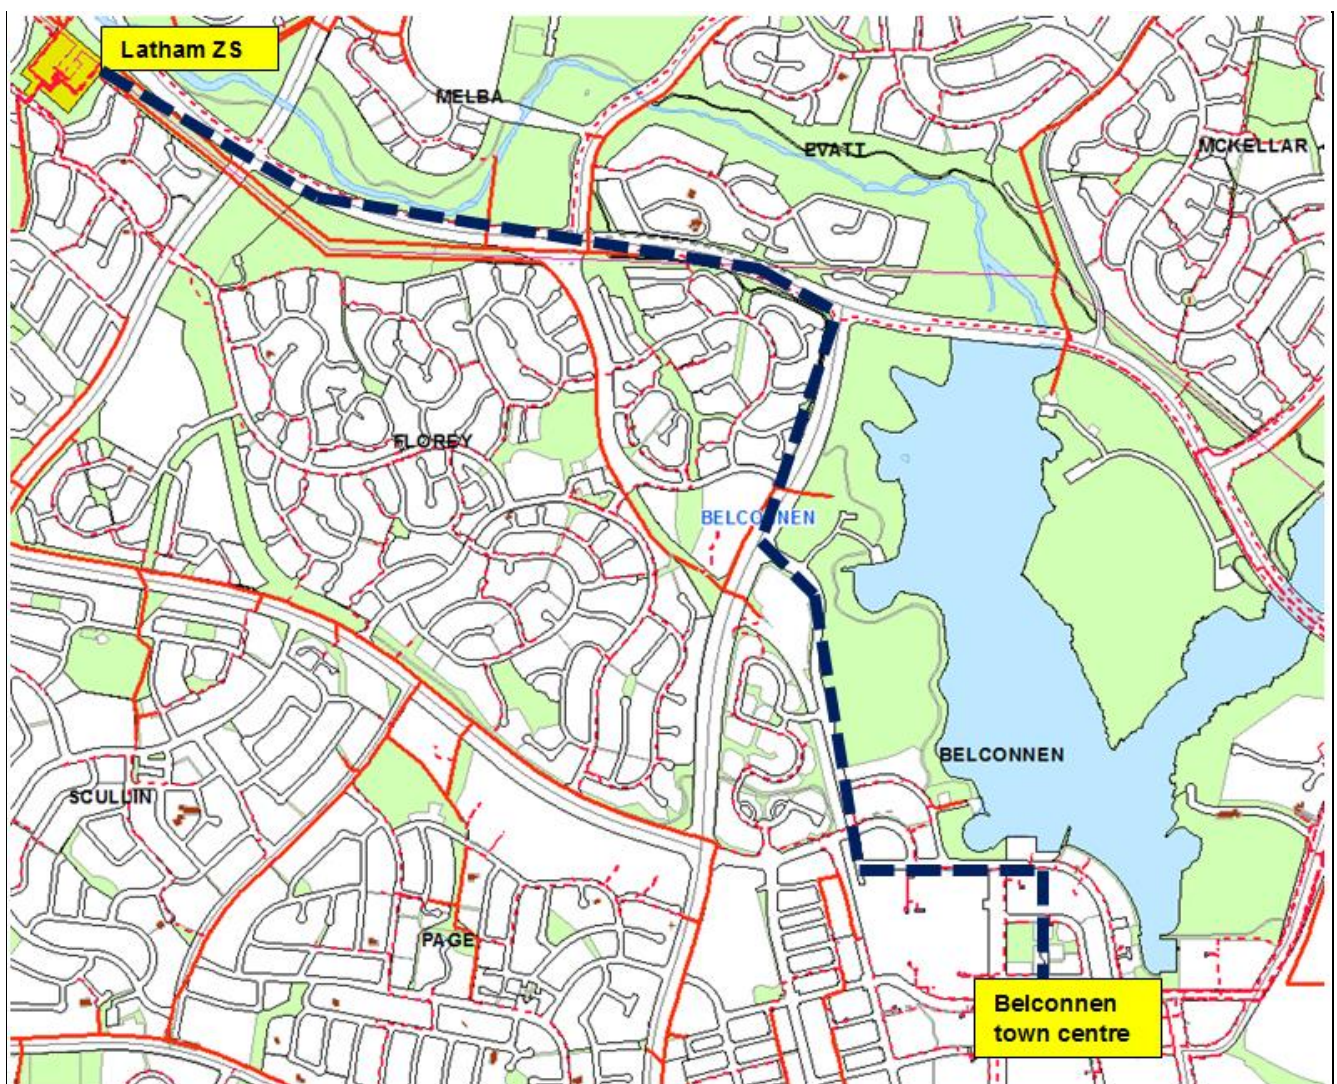 Latham ZS
MELBA
EVATT
MCKELLAR
FLOREY
BELCONNEN
BELCONNEN
SCULLIN
PAGE
Belconnen
town centre